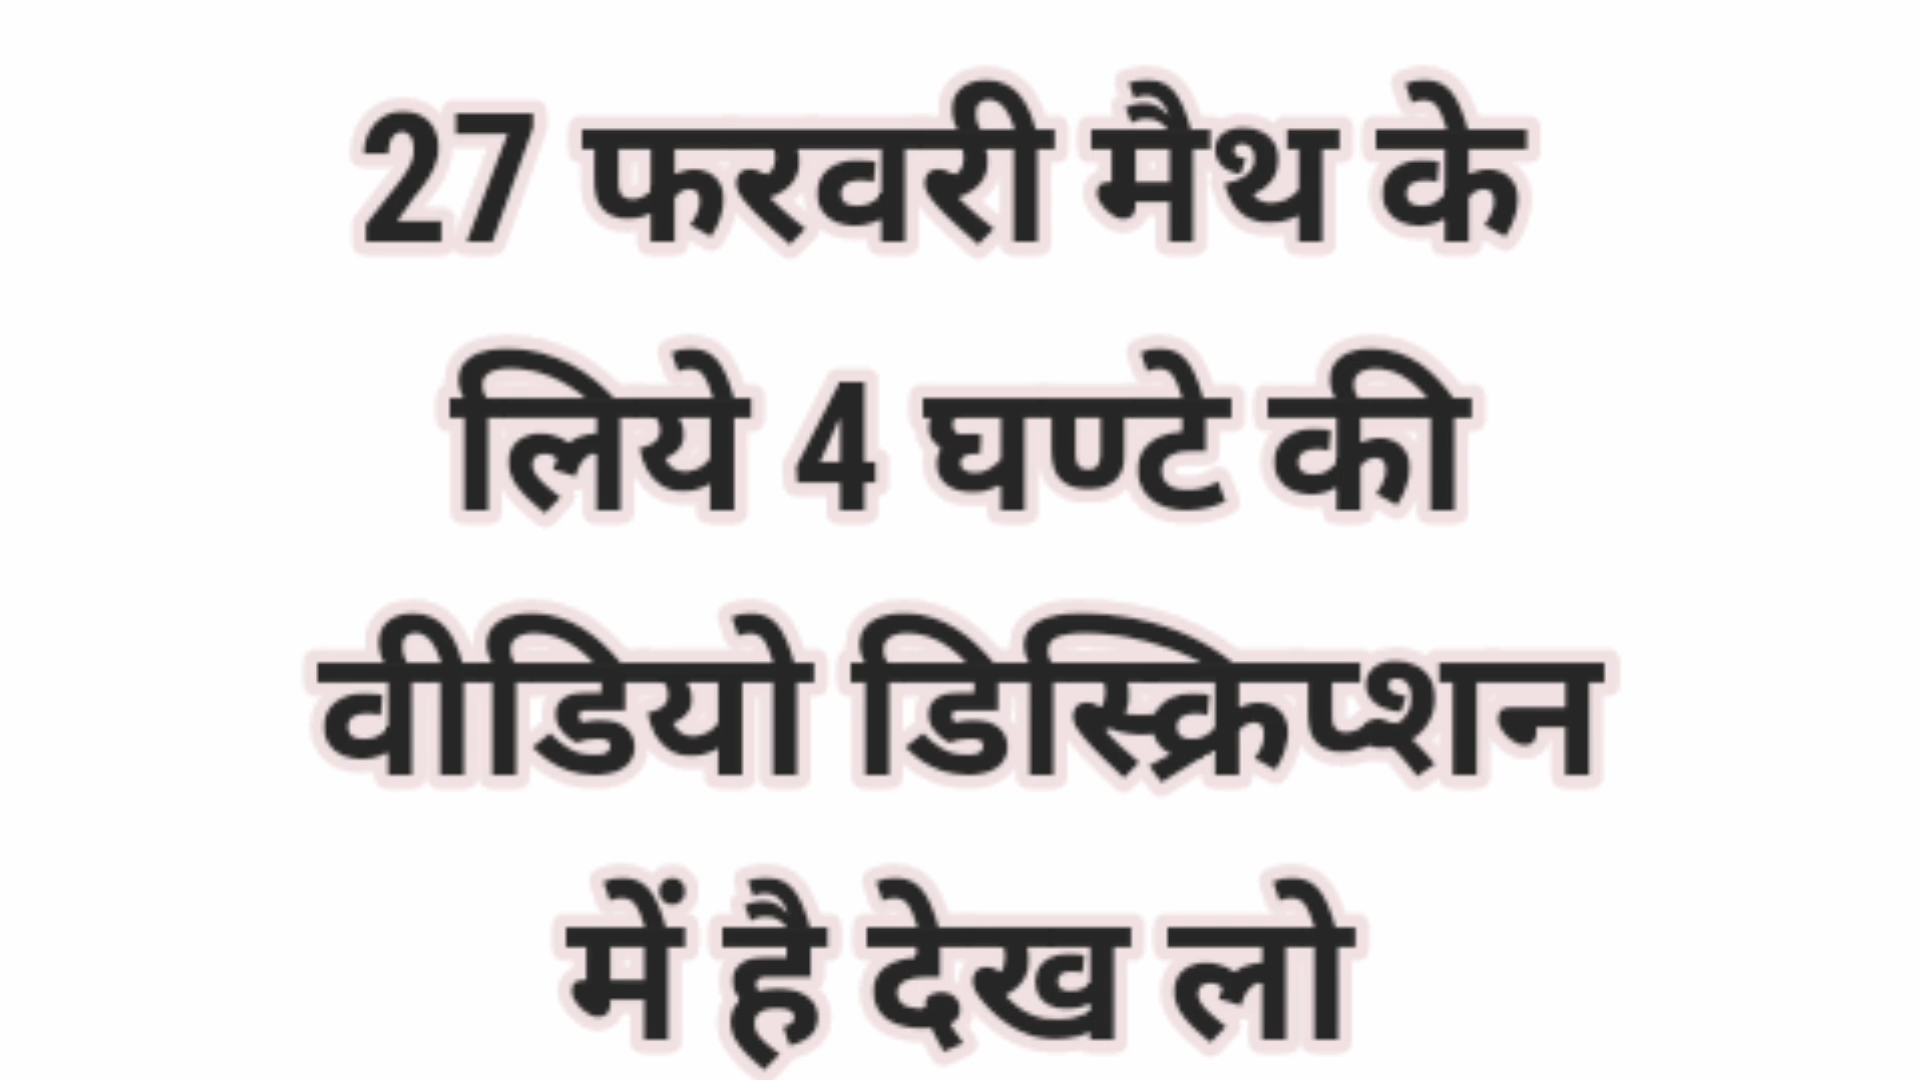 27 फरवरी मैथ के
लिये 4 घण्टे की
वीडियो डिस्क्रिप्शन
में है देख लो